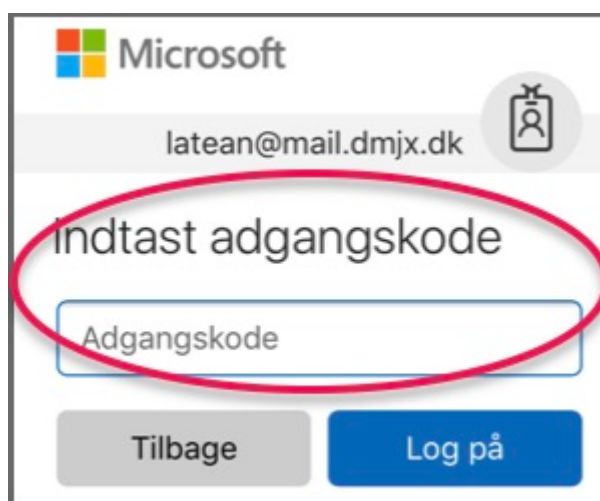 Microsoft
latean@mail.dmjx.dk
Indtast adgangskode
Adgangskode
Tilbage
Log på